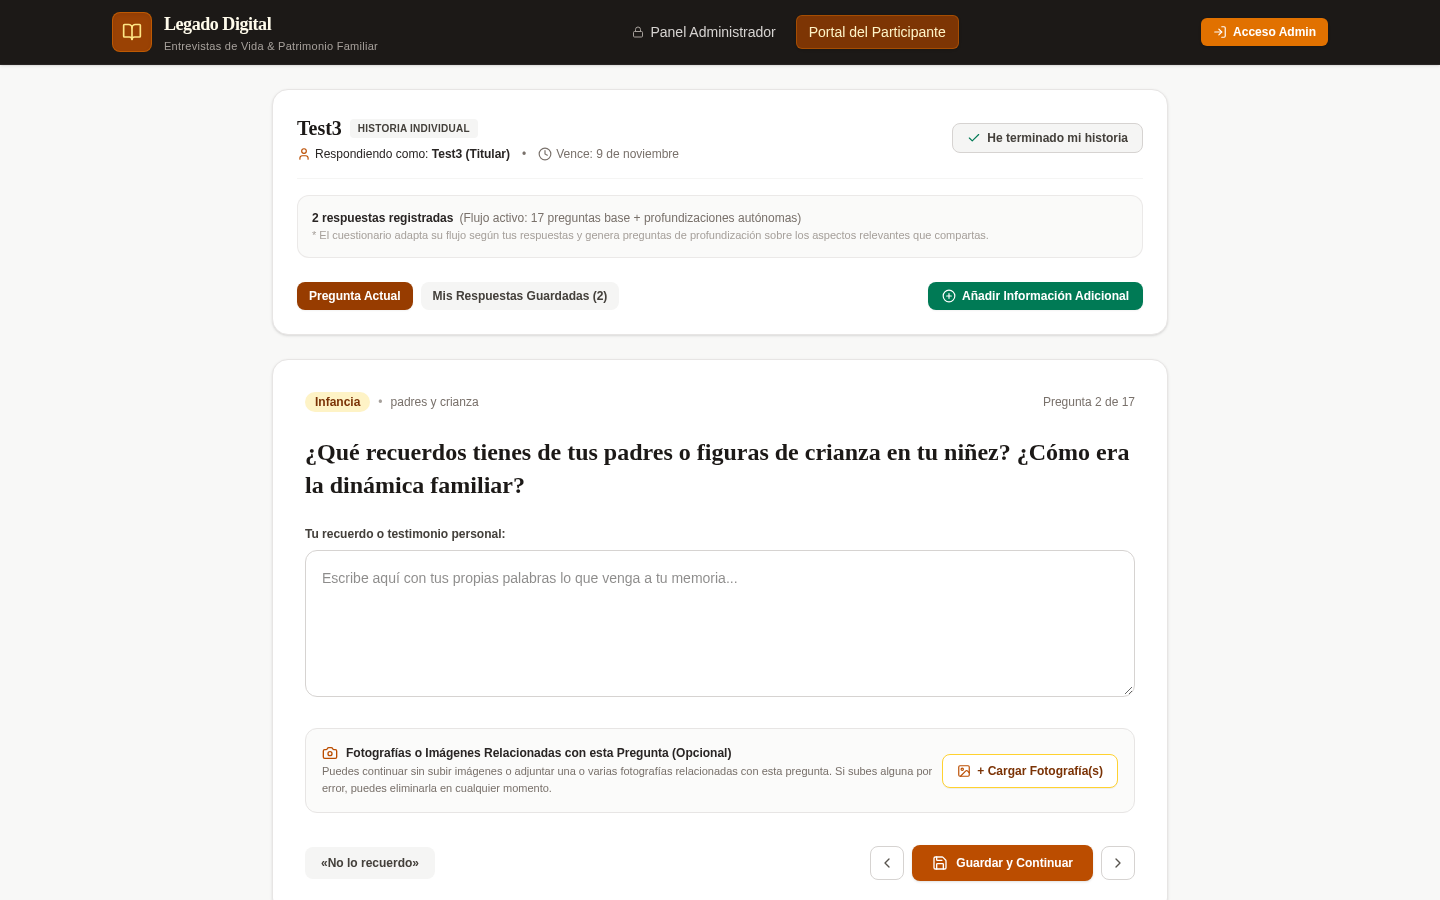 Legado Digital
Entrevistas de Vida & Patrimonio Familiar
Panel Administrador
Portal del Participante
Acceso Admin
Test3
HISTORIA INDIVIDUAL
Respondiendo como: Test3 (Titular) • Vence: 9 de noviembre
He terminado mi historia
2 respuestas registradas (Flujo activo: 17 preguntas base + profundizaciones autónomas)
* El cuestionario adapta su flujo según tus respuestas y genera preguntas de profundización sobre los aspectos relevantes que compartas.
Pregunta Actual
Mis Respuestas Guardadas (2)
Añadir Información Adicional
Infancia • padres y crianza
Pregunta 2 de 17
¿Qué recuerdos tienes de tus padres o figuras de crianza en tu niñez? ¿Cómo era
la dinámica familiar?
Tu recuerdo o testimonio personal:
Escribe aquí con tus propias palabras lo que venga a tu memoria...
Fotografías o Imágenes Relacionadas con esta Pregunta (Opcional)
Puedes continuar sin subir imágenes o adjuntar una o varias fotografías relacionadas con esta pregunta. Si subes alguna por
error, puedes eliminarla en cualquier momento.
+ Cargar Fotografía(s)
«No lo recuerdo»
Guardar y Continuar